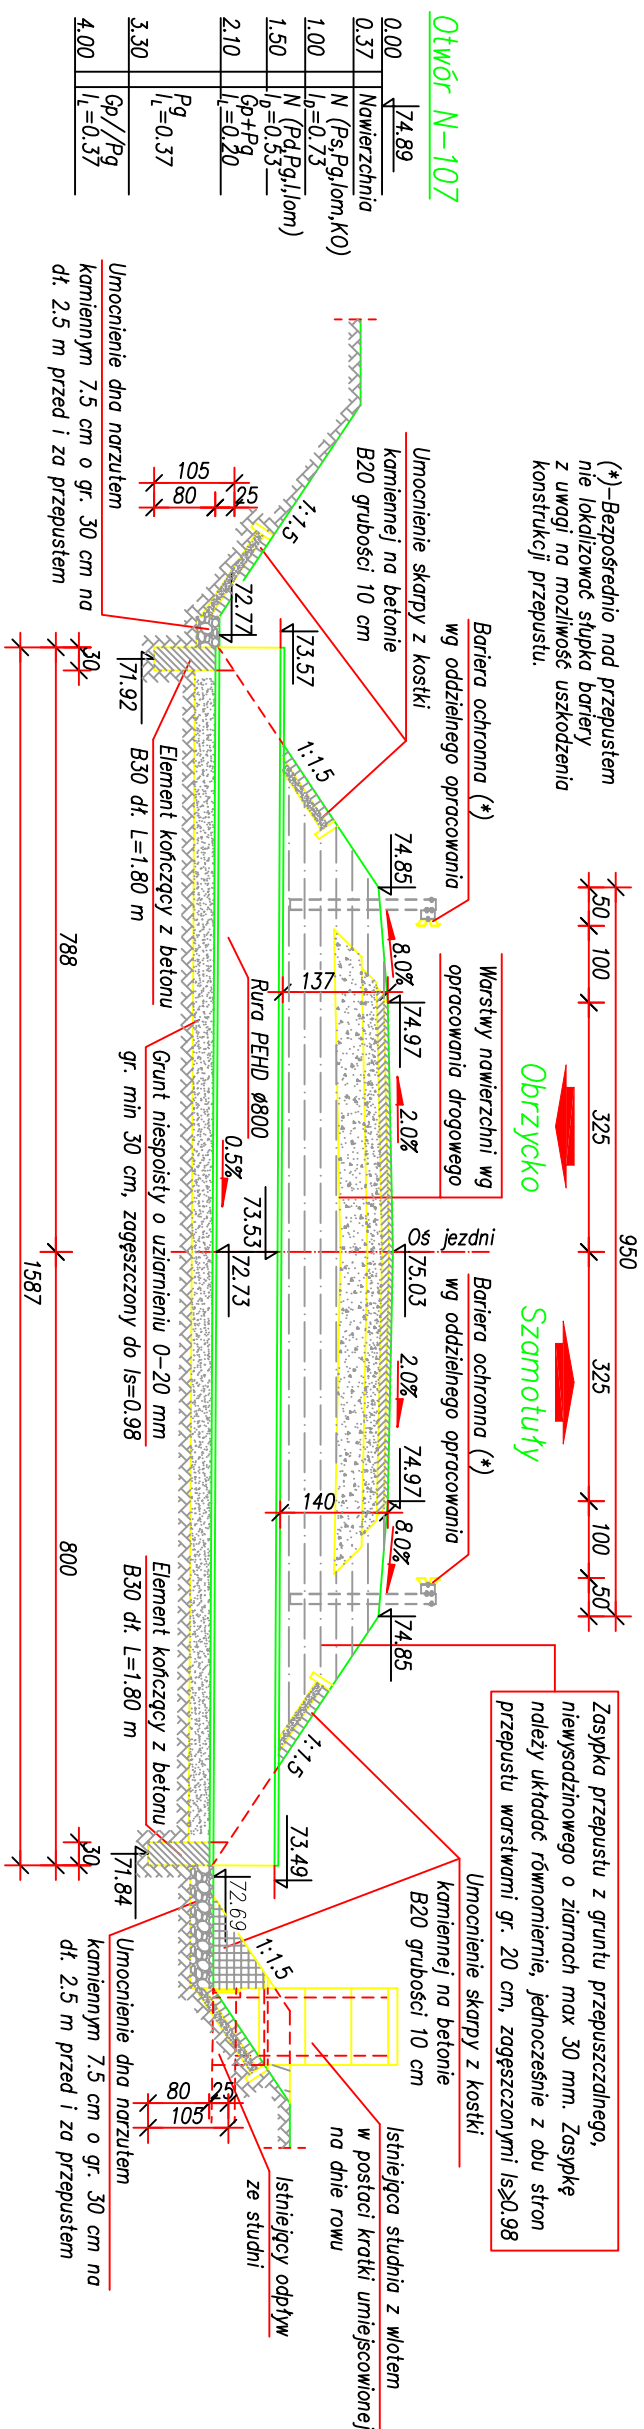 Otwór N-107
74.89
0.00
0.37
1.00
1.50
2.10
3.30
4.00
Nawierzchnia
N (Ps,Pg,lom,KO)
ID=0.73
N (Pd,Pg,I,lom)
ID=0.53
Gp+Pg
IL=0.20
Pg
IL=0.37
Gp//Pg
IL=0.37
(*)-Bezpośrednio nad przepustem
nie lokalizować słupka bariery
z uwagi na możliwość uszkodzenia
konstrukcji przepustu.
950
50
100
325
325
100
50
Obrzycko
Szamotuły
Bariera ochronna (*)
wg oddzielnego opracowania
Warstwy nawierzchni wg
opracowania drogowego
Oś jezdni
Bariera ochronna (*)
wg oddzielnego opracowania
Zasypka przepustu z gruntu przepuszczalnego,
niewysadzinowego o ziarnach max 30 mm. Zasypkę
należy układać równomiernie, jednocześnie z obu stron
przepustu warstwami gr. 20 cm, zagęszczonymi Is≥0.98
Umocnienie skarpy z kostki
kamiennej na betonie
B20 grubości 10 cm
Umocnienie skarpy z kostki
kamiennej na betonie
B20 grubości 10 cm
Istniejąca studnia z wlotem
w postaci kratki umiejscowionej
na dnie rowu
Istniejący odpływ
ze studni
74.85
8.0%
74.97
2.0%
75.03
2.0%
74.97
8.0%
74.85
137
140
1:1.5
1:1.5
1:1.5
1:1.5
73.57
73.53
73.49
72.77
72.73
72.69
0.5%
105
80
25
80
25
105
71.92
71.84
30
30
Rura PEHD ø800
Umocnienie dna narzutem
kamiennym 7.5 cm o gr. 30 cm na
dł. 2.5 m przed i za przepustem
Element kończący z betonu
B30 dł. L=1.80 m
Grunt niespoisty o uziarnieniu 0-20 mm
gr. min 30 cm, zagęszczony do Is=0.98
Element kończący z betonu
B30 dł. L=1.80 m
Umocnienie dna narzutem
kamiennym 7.5 cm o gr. 30 cm na
dł. 2.5 m przed i za przepustem
788
800
1587